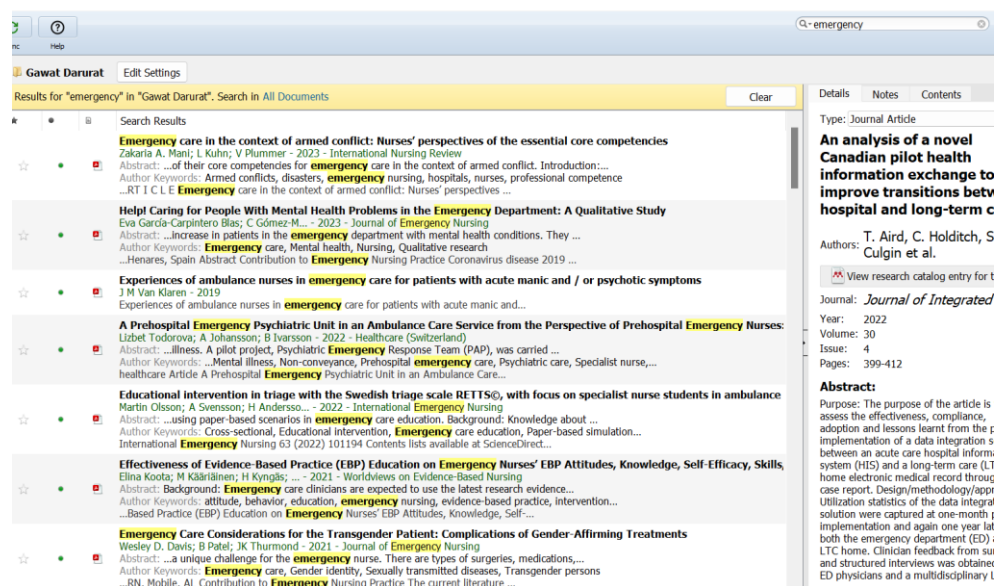 emergency
nc
Help
Gawat Darurat
Edit Settings
Results for "emergency" in "Gawat Darurat". Search in All Documents
Clear
Search Results
Emergency care in the context of armed conflict: Nurses' perspectives of the essential core competencies
Zakaria A. Mani; L Kuhn; V Plummer - 2023 - International Nursing Review
Abstract: ...of their core competencies for emergency care in the context of armed conflict. Introduction:...
Author Keywords: Armed conflicts, disasters, emergency nursing, hospitals, nurses, professional competence
...RT I C L E Emergency care in the context of armed conflict: Nurses' perspectives ...
Help! Caring for People With Mental Health Problems in the Emergency Department: A Qualitative Study
Eva García-Carpintero Blas; C Gómez-M... - 2023 - Journal of Emergency Nursing
Abstract: ...increase in patients in the emergency department with mental health conditions. They ...
Author Keywords: Emergency care, Mental health, Nursing, Qualitative research
...Henares, Spain Abstract Contribution to Emergency Nursing Practice Coronavirus disease 2019 ...
Experiences of ambulance nurses in emergency care for patients with acute manic and / or psychotic symptoms
J M Van Klaren - 2019
Experiences of ambulance nurses in emergency care for patients with acute manic and...
A Prehospital Emergency Psychiatric Unit in an Ambulance Care Service from the Perspective of Prehospital Emergency Nurses:
Lizbet Todorova; A Johansson; B Ivarsson - 2022 - Healthcare (Switzerland)
Abstract: ...illness. A pilot project, Psychiatric Emergency Response Team (PAP), was carried ...
Author Keywords: ...Mental illness, Non-conveyance, Prehospital emergency care, Psychiatric care, Specialist nurse,...
healthcare Article A Prehospital Emergency Psychiatric Unit in an Ambulance Care...
Educational intervention in triage with the Swedish triage scale RETTS©, with focus on specialist nurse students in ambulance
Martin Olsson; A Svensson; H Andersso... - 2022 - International Emergency Nursing
Abstract: ...using paper-based scenarios in emergency care education. Background: Knowledge about ...
Author Keywords: Cross-sectional, Educational intervention, Emergency care education, Paper-based simulation...
International Emergency Nursing 63 (2022) 101194 Contents lists available at ScienceDirect...
Effectiveness of Evidence-Based Practice (EBP) Education on Emergency Nurses' EBP Attitudes, Knowledge, Self-Efficacy, Skills,
Elina Koota; M Kääriäinen; H Kyngäs; ... - 2021 - Worldviews on Evidence-Based Nursing
Abstract: Background: Emergency care clinicians are expected to use the latest research evidence...
Author Keywords: attitude, behavior, education, emergency nursing, evidence-based practice, intervention...
...Based Practice (EBP) Education on Emergency Nurses' EBP Attitudes, Knowledge, Self-...
Emergency Care Considerations for the Transgender Patient: Complications of Gender-Affirming Treatments
Wesley D. Davis; B Patel; JK Thurmond - 2021 - Journal of Emergency Nursing
Abstract: ...a unique challenge for the emergency nurse. There are types of surgeries, medications,...
Author Keywords: Emergency care, Gender identity, Sexually transmitted diseases, Transgender persons
...RN, Mobile, AL Contribution to Emergency Nursing Practice The current literature ...
Details Notes Contents
Type: Journal Article
An analysis of a novel
Canadian pilot health
information exchange to
improve transitions betw
hospital and long-term c
Authors: T. Aird, C. Holditch, S
Culgin et al.
View research catalog entry for t
Journal: Journal of Integrated
Year: 2022
Volume: 30
Issue: 4
Pages: 399-412
Abstract:
Purpose: The purpose of the article is
assess the effectiveness, compliance,
adoption and lessons learnt from the p
implementation of a data integration s
between an acute care hospital informa
system (HIS) and a long-term care (LT
home electronic medical record throug
case report. Design/methodology/appr
Utilization statistics of the data integrat
solution were captured at one-month p
implementation and again one year lat
both the emergency department (ED) a
LTC home. Clinician feedback from sur
and structured interviews was obtaine
ED physicians and a multidisciplinary (